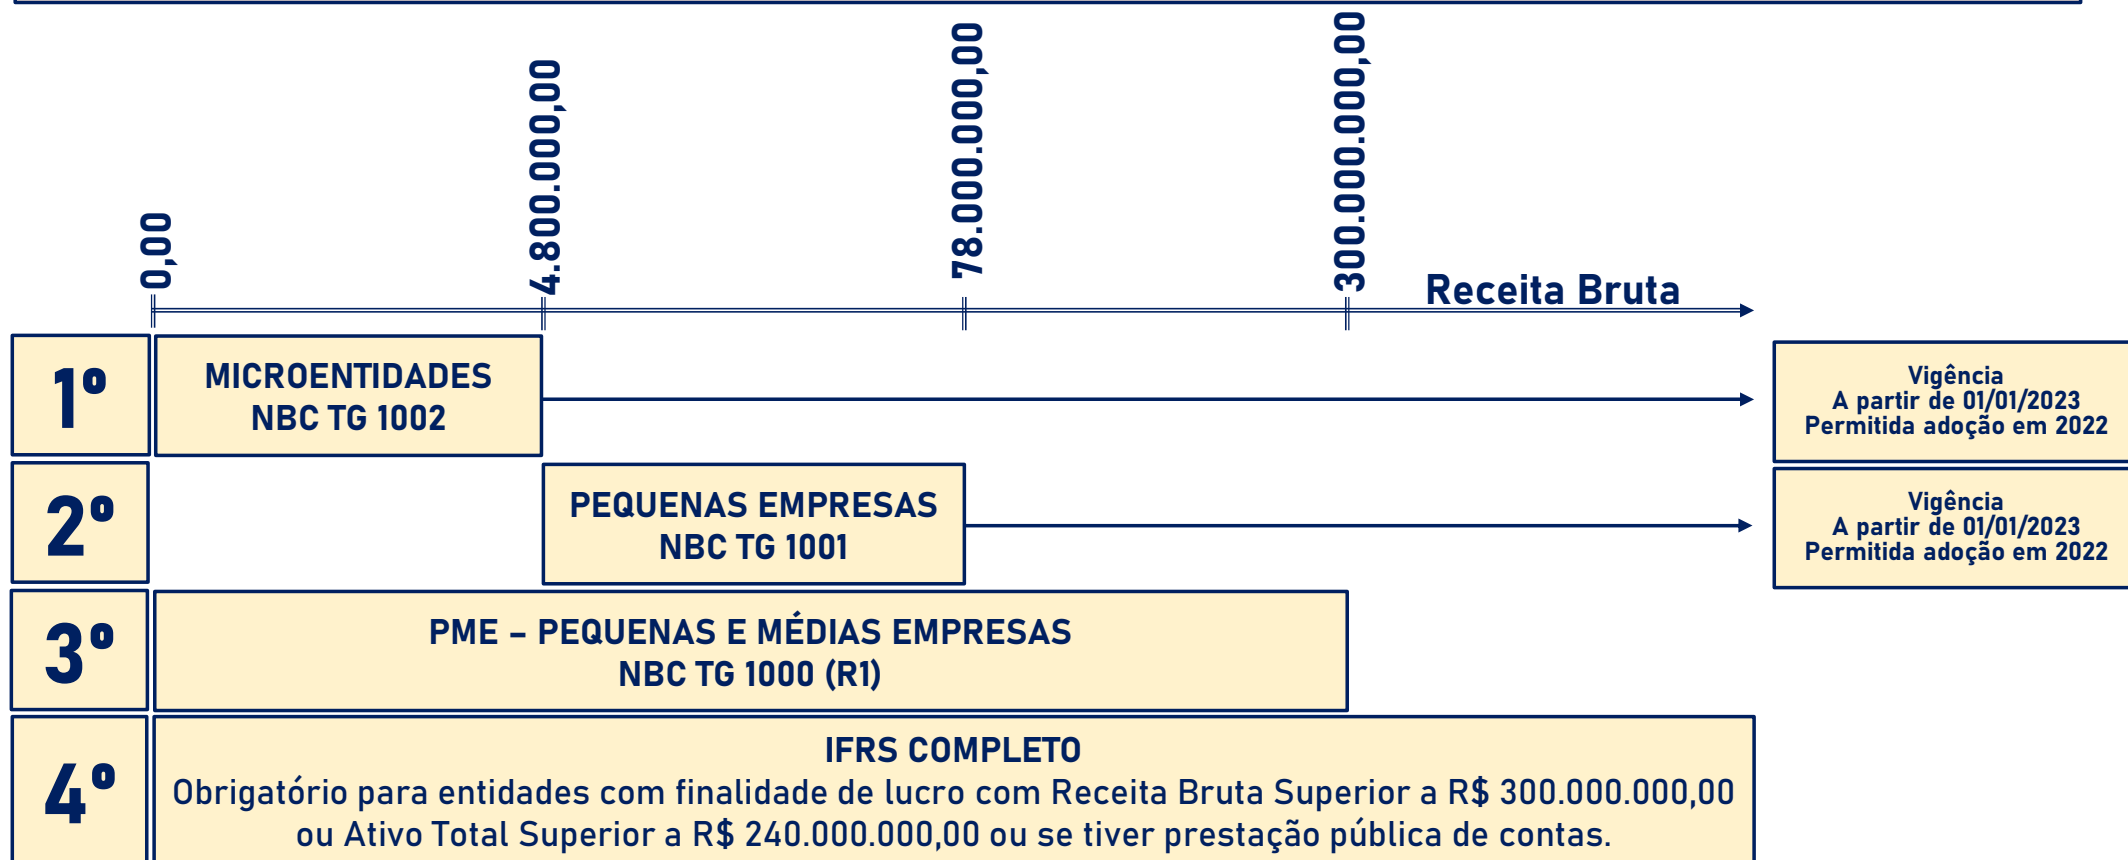 0,00
4.800.000,00
78.000.000,00
300.000.000,00
Receita Bruta
1º
MICROENTIDADES
NBC TG 1002
Vigência
A partir de 01/01/2023
Permitida adoção em 2022
2º
PEQUENAS EMPRESAS
NBC TG 1001
Vigência
A partir de 01/01/2023
Permitida adoção em 2022
3º
PME – PEQUENAS E MÉDIAS EMPRESAS
NBC TG 1000 (R1)
4º
IFRS COMPLETO
Obrigatório para entidades com finalidade de lucro com Receita Bruta Superior a R$ 300.000.000,00
ou Ativo Total Superior a R$ 240.000.000,00 ou se tiver prestação pública de contas.